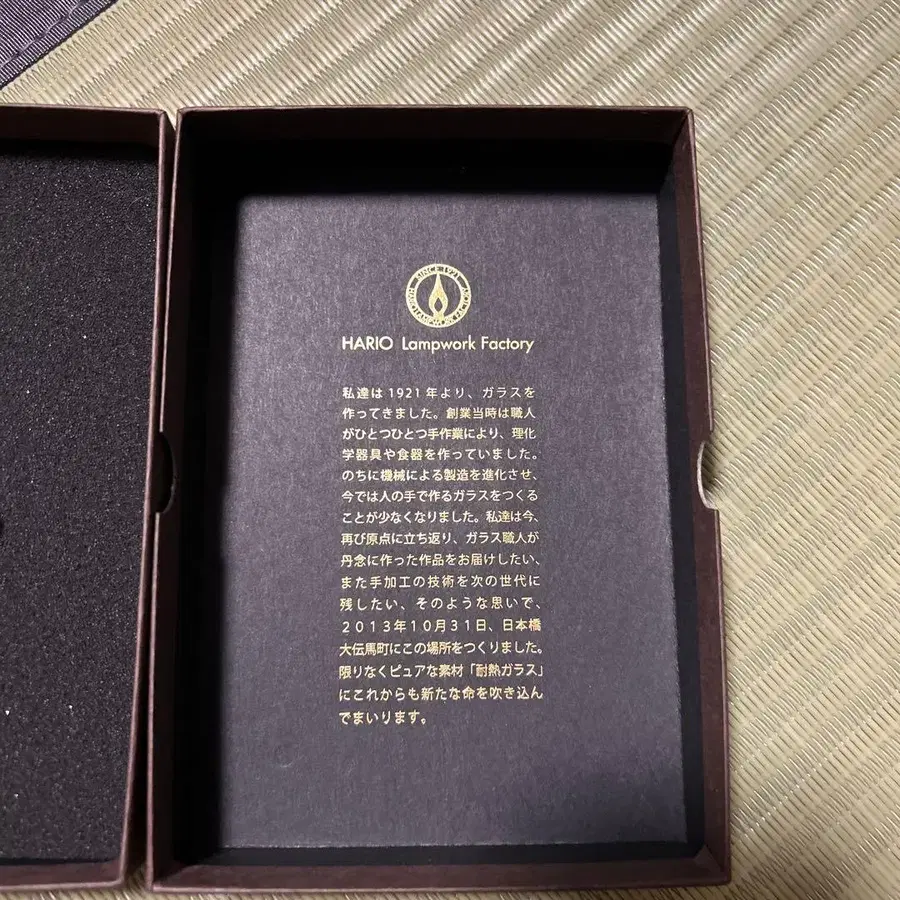 SINCE 1921
HARIO LAMPWORK FACTORY
HARIO Lampwork Factory
私達は1921年より、ガラスを
作ってきました。創業当時は職人
がひとつひとつ手作業により、理化
学器具や食器を作っていました。
のちに機械による製造を進化させ、
今では人の手で作るガラスをつくる
ことが少なくなりました。私達は今、
再び原点に立ち返り、ガラス職人が
丹念に作った作品をお届けしたい、
また手加工の技術を次の世代に
残したい、そのような思いで、
2013年10月31日、日本橋
大伝馬町にこの場所をつくりました。
限りなくピュアな素材「耐熱ガラス」
にこれからも新たな命を吹き込ん
でまいります。